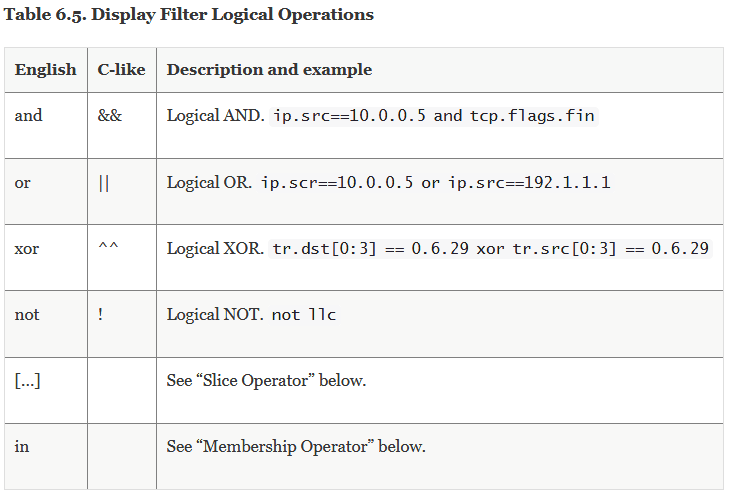 Table 6.5. Display Filter Logical Operations
English C-like Description and example
and && Logical AND. ip.src==10.0.0.5 and tcp.flags.fin
or || Logical OR. ip.scr==10.0.0.5 or ip.src==192.1.1.1
xor ^^ Logical XOR. tr.dst[0:3] == 0.6.29 xor tr.src[0:3] == 0.6.29
not ! Logical NOT. not llc
[…] See “Slice Operator” below.
in See “Membership Operator” below.